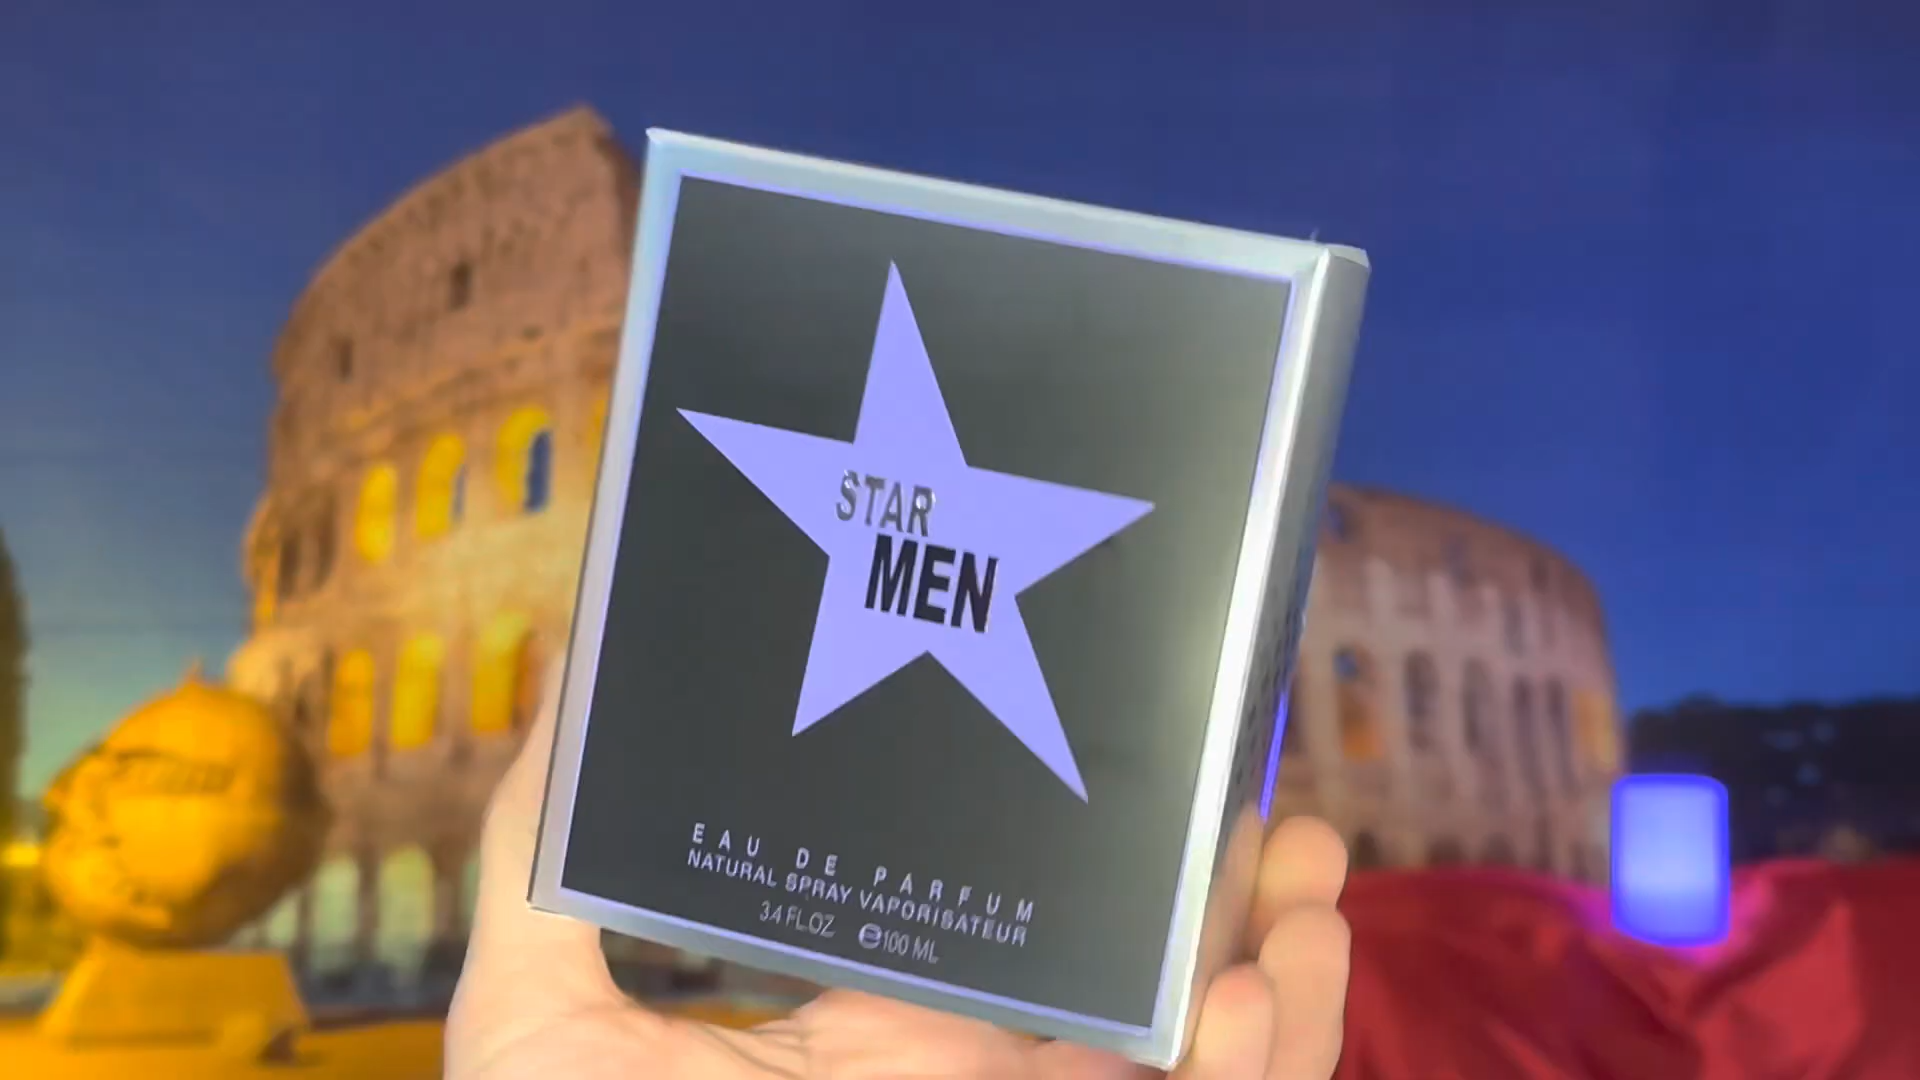 STAR
MEN
EAU DE PARFUM
NATURAL SPRAY VAPORISATEUR
3.4 FL.OZ ℮100 ML